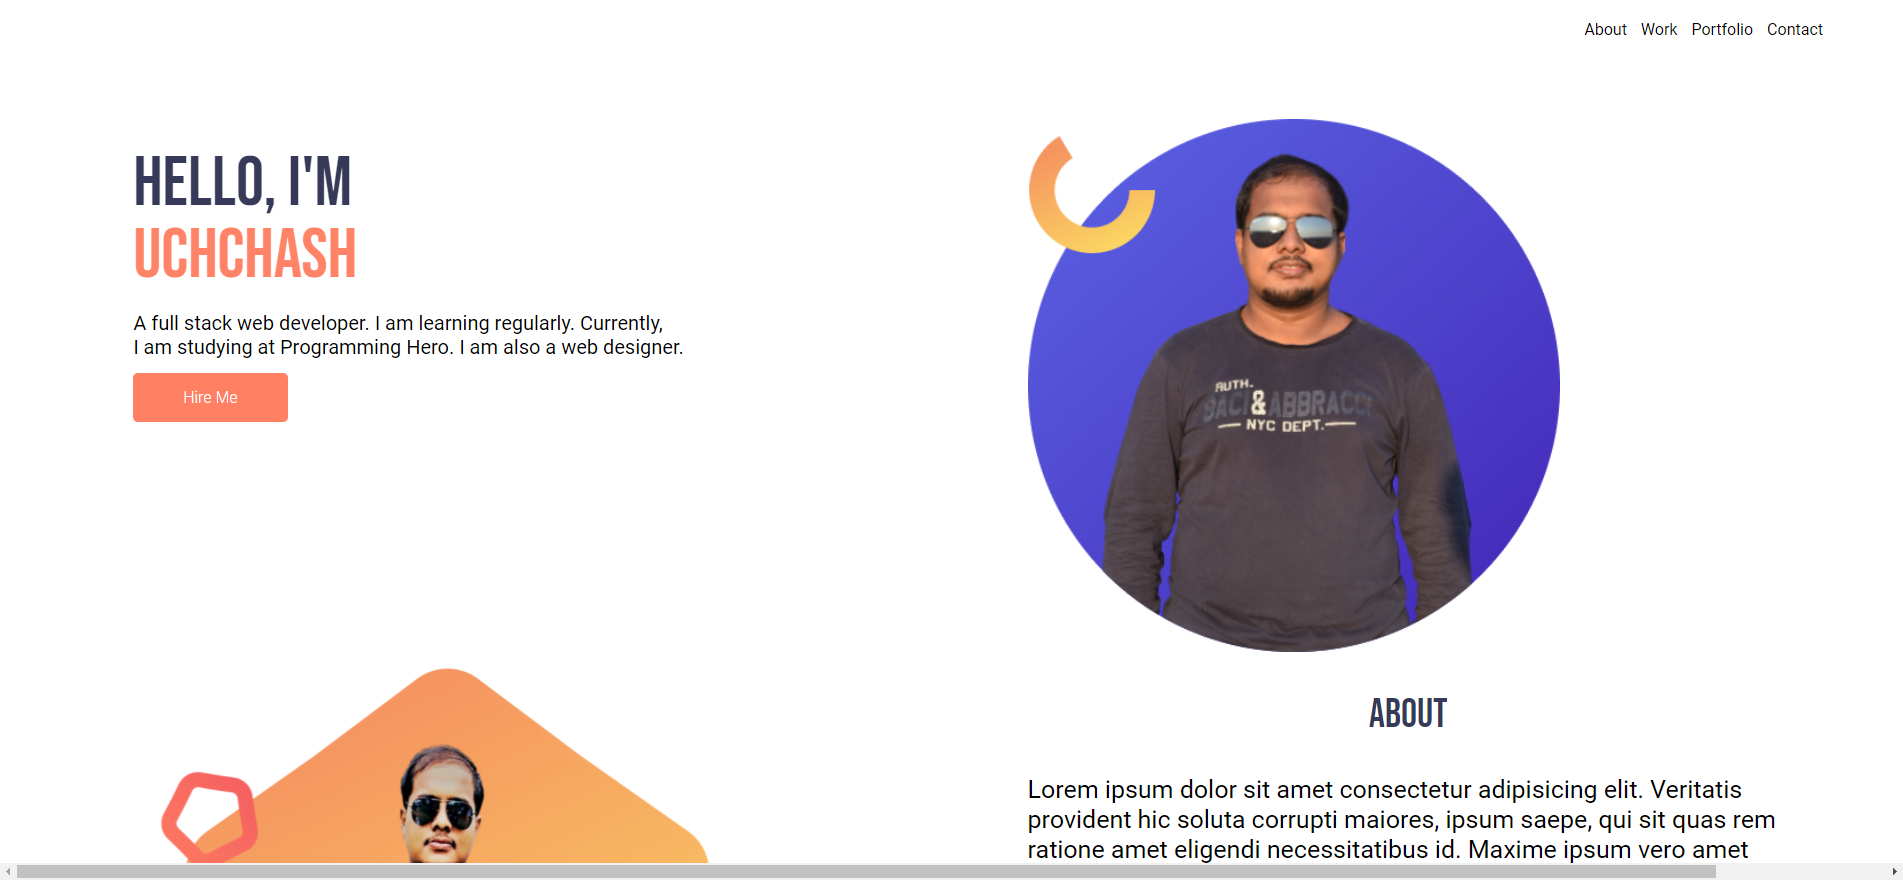 About Work Portfolio Contact
HELLO, I'M
UCHCHASH
A full stack web developer. I am learning regularly. Currently,
I am studying at Programming Hero. I am also a web designer.
Hire Me
AUTH.
BACI & ABBRACCI
NYC DEPT.
ABOUT
Lorem ipsum dolor sit amet consectetur adipisicing elit. Veritatis
provident hic soluta corrupti maiores, ipsum saepe, qui sit quas rem
ratione amet eligendi necessitatibus id. Maxime ipsum vero amet